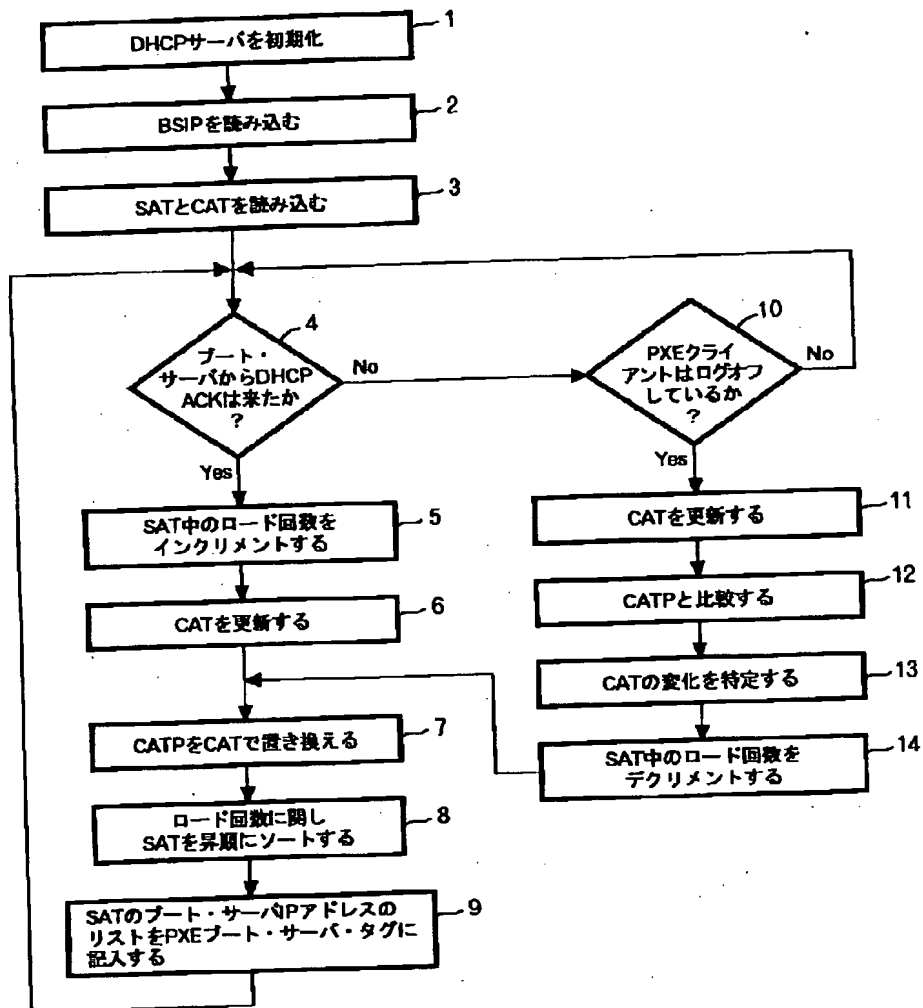 DHCPサーバを初期化
1
BSIPを読み込む
2
SATとCATを読み込む
3
ブート・
サーバからDHCP
ACKは来たか
?
4
No
Yes
PXEクライ
アントはログオフ
しているか
?
10
No
Yes
SAT中のロード回数を
インクリメントする
5
CATを更新する
6
CATPをCATで置き換える
7
ロード回数に関し
SATを昇順にソートする
8
SATのブート・サーバIPアドレスの
リストをPXEブート・サーバ・タグに
記入する
9
CATを更新する
11
CATPと比較する
12
CATの変化を特定する
13
SAT中のロード回数を
デクリメントする
14